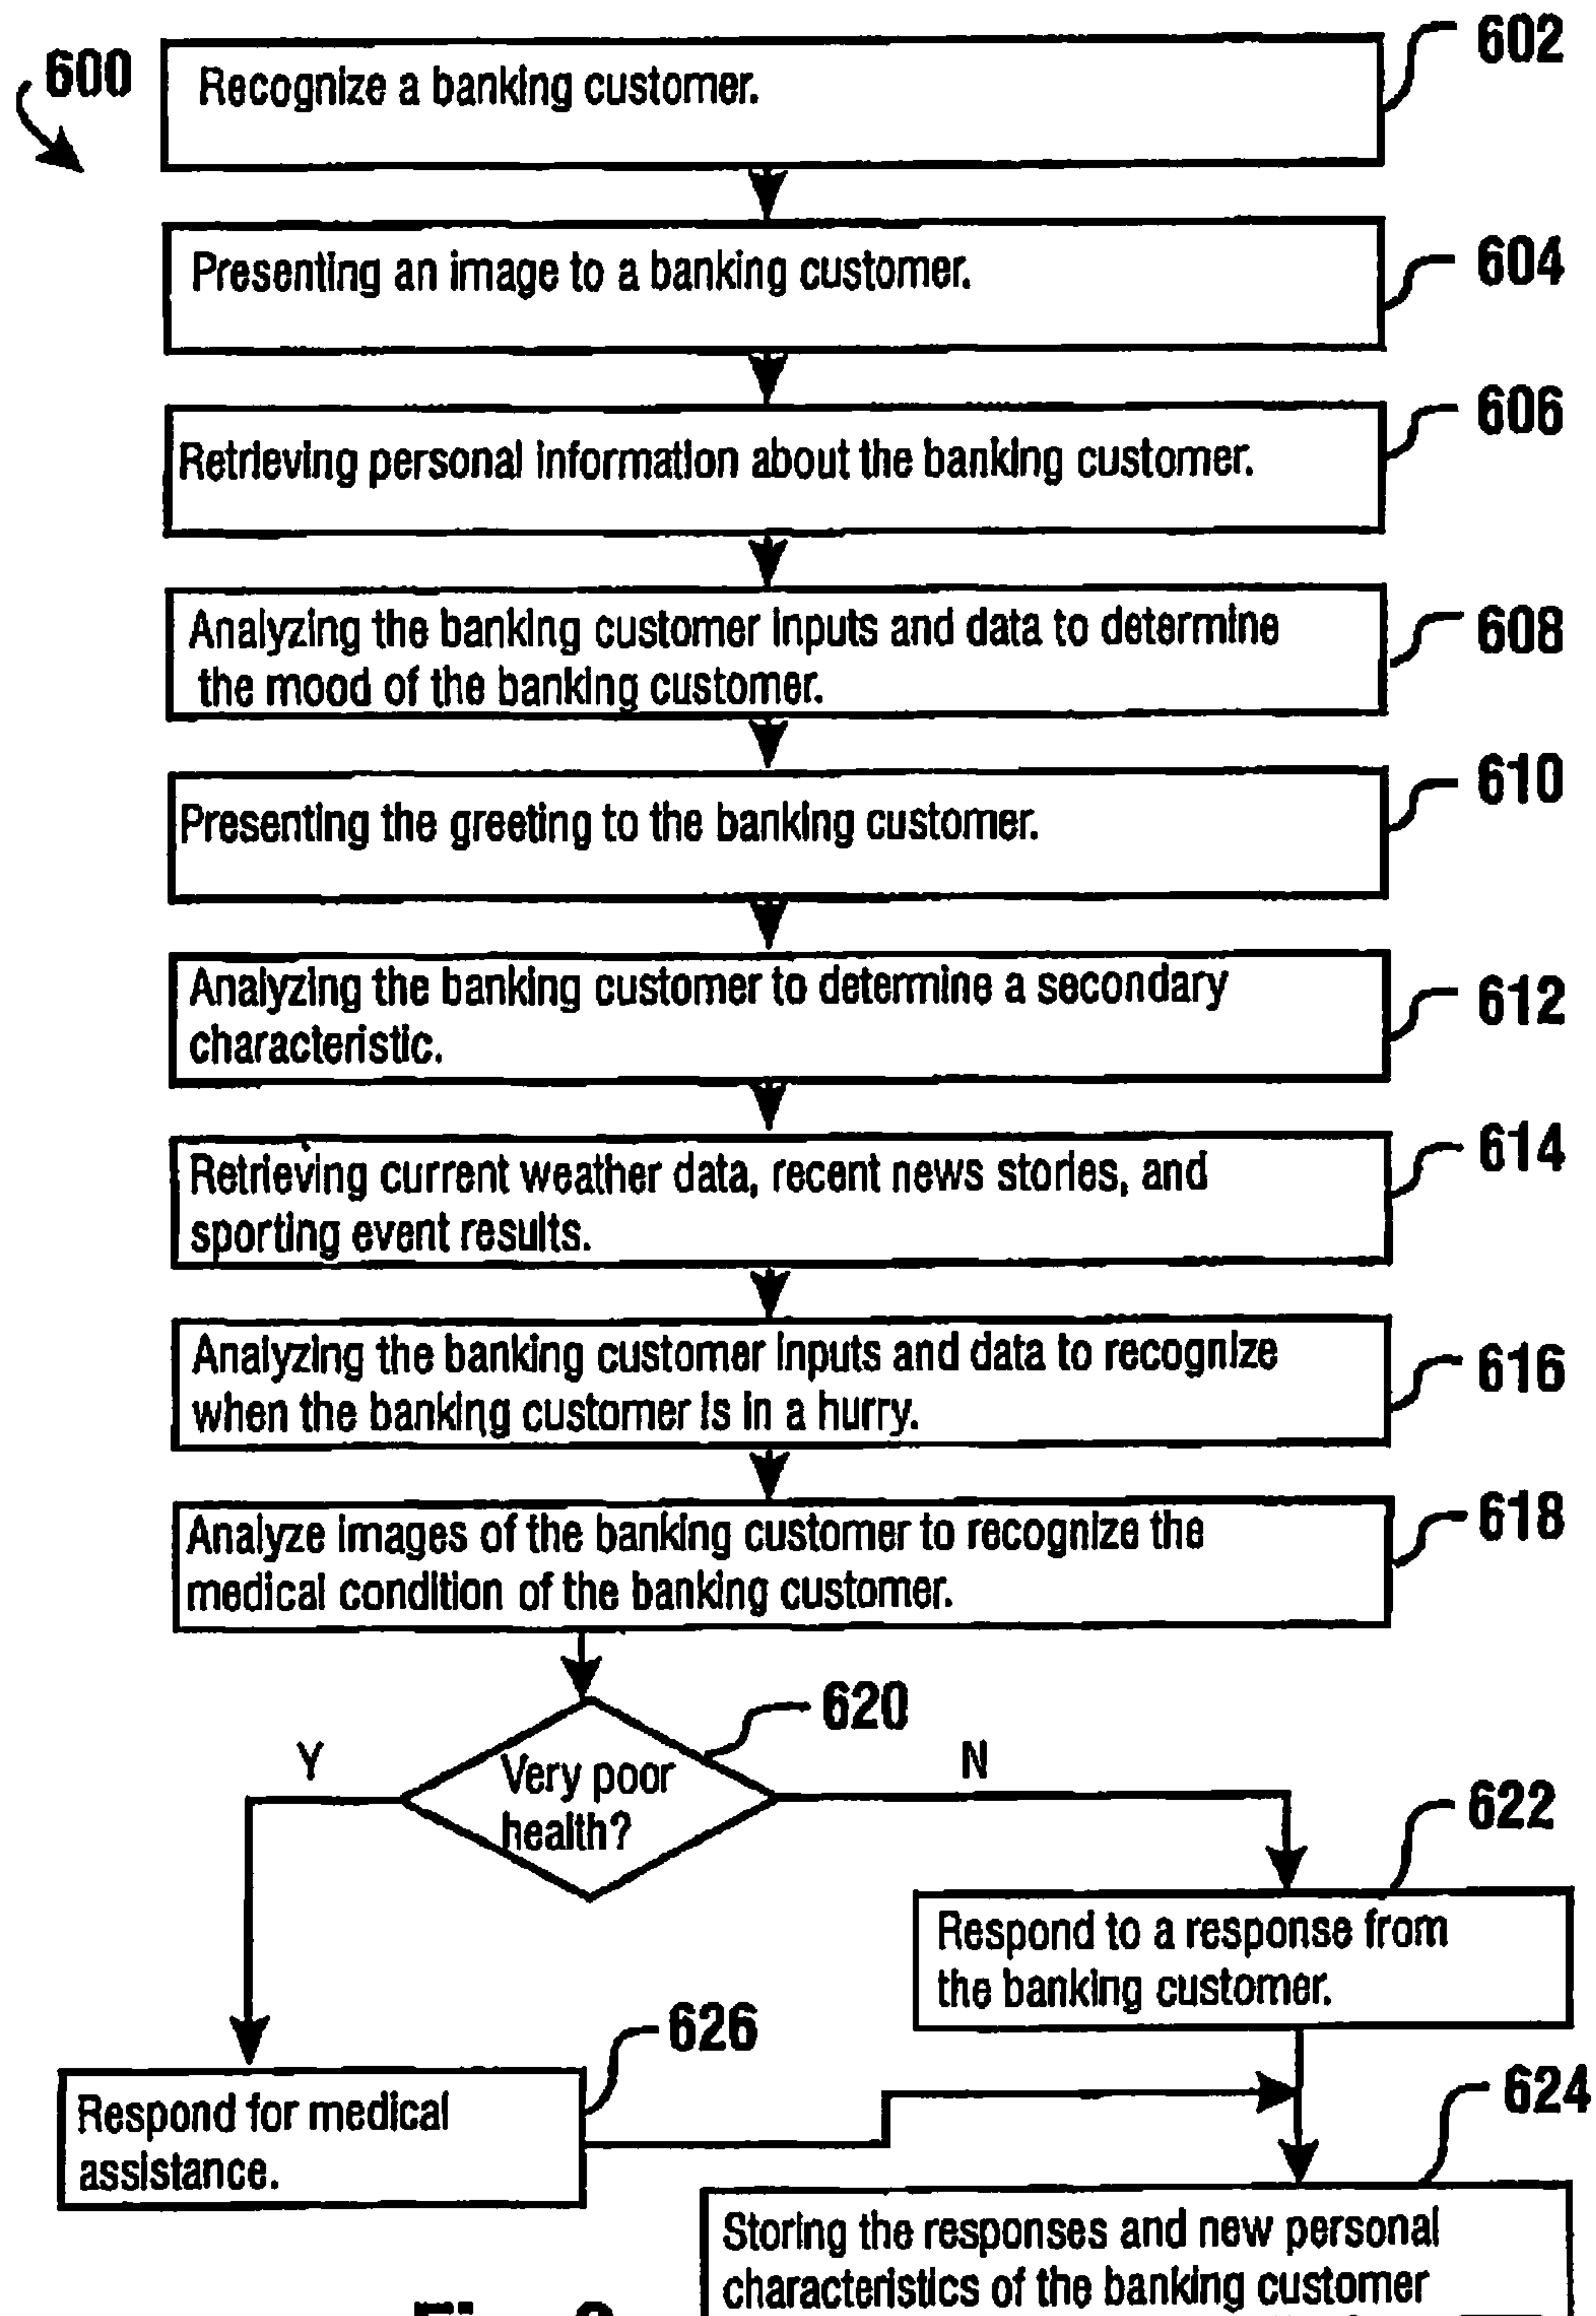 600
602
Recognize a banking customer.
604
Presenting an image to a banking customer.
606
Retrieving personal information about the banking customer.
608
Analyzing the banking customer inputs and data to determine
the mood of the banking customer.
610
Presenting the greeting to the banking customer.
612
Analyzing the banking customer to determine a secondary
characteristic.
614
Retrieving current weather data, recent news stories, and
sporting event results.
616
Analyzing the banking customer inputs and data to recognize
when the banking customer is in a hurry.
618
Analyze images of the banking customer to recognize the
medical condition of the banking customer.
620
Very poor
health?
Y
N
622
Respond to a response from
the banking customer.
626
Respond for medical
assistance.
624
Storing the responses and new personal
characteristics of the banking customer